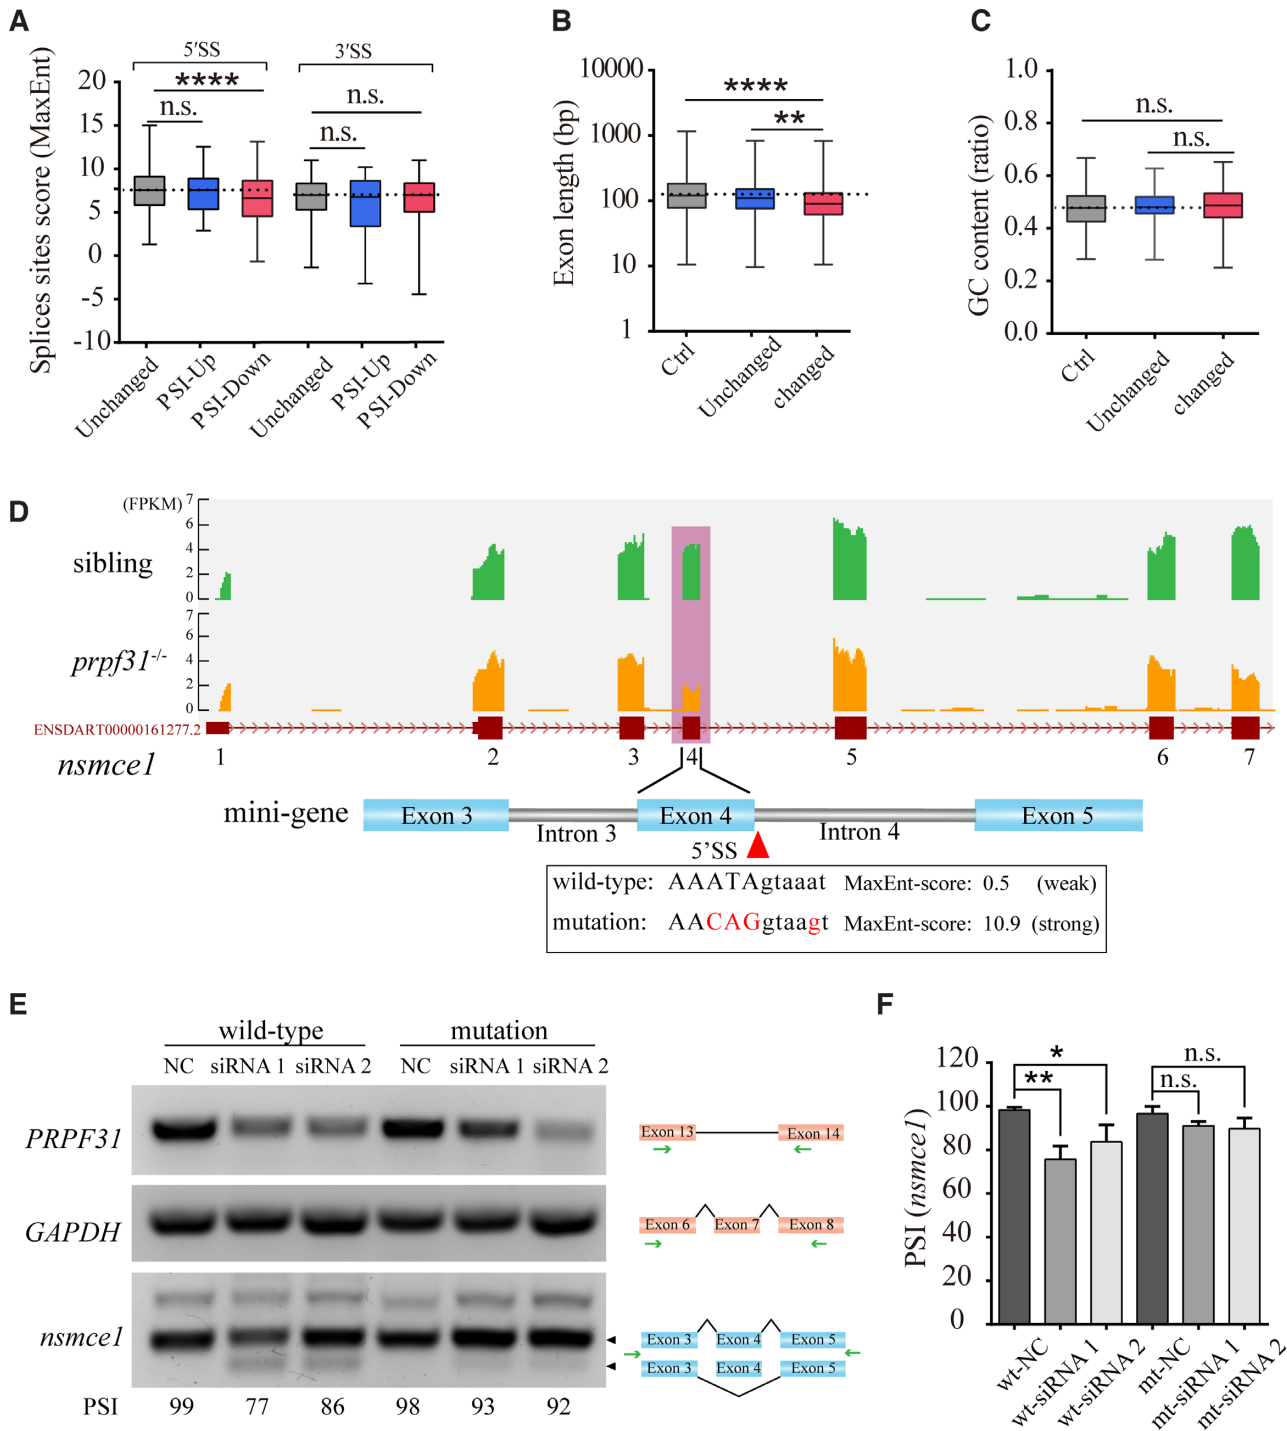 A
5'SS
3'SS
****
n.s.
n.s.
n.s.
Splices sites score (MaxEnt)
20
15
10
5
0
-5
-10
Unchanged
PSI-Up
PSI-Down
Unchanged
PSI-Up
PSI-Down
B
****
**
Exon length (bp)
10000
1000
100
10
1
Ctrl
Unchanged
changed
C
n.s.
n.s.
GC content (ratio)
1.0
0.8
0.6
0.4
0.2
0.0
Ctrl
Unchanged
changed
D
(FPKM)
7
6
4
2
0
sibling
7
6
4
2
0
prpf31-/-
ENSDART00000161277.2
nsmce1
1 2 3 4 5 6 7
mini-gene
Exon 3
Intron 3
Exon 4
Intron 4
Exon 5
5'SS
wild-type: AAATAgtaaat MaxEnt-score: 0.5 (weak)
mutation: AACAGgtaagt MaxEnt-score: 10.9 (strong)
E
wild-type mutation
NC siRNA 1 siRNA 2 NC siRNA 1 siRNA 2
PRPF31
Exon 13 Exon 14
GAPDH
Exon 6 Exon 7 Exon 8
nsmce1
Exon 3 Exon 4 Exon 5
Exon 3 Exon 4 Exon 5
PSI 99 77 86 98 93 92
F
n.s.
n.s.
*
**
PSI (nsmce1)
120
100
80
60
40
20
0
wt-NC
wt-siRNA 1
wt-siRNA 2
mt-NC
mt-siRNA 1
mt-siRNA 2